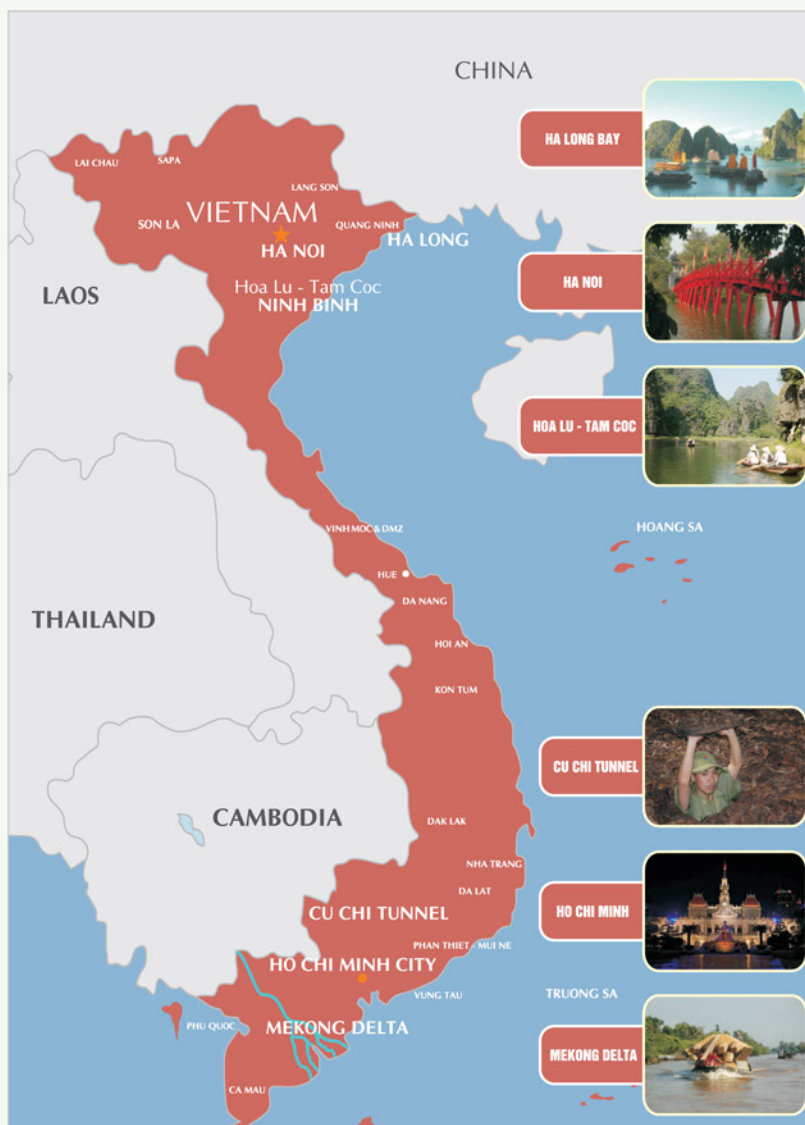 CHINA
HA LONG BAY
LAI CHAU
SAPA
LANG SON
VIETNAM
SON LA
QUANG NINH
HA LONG
HA NOI
HA NOI
LAOS
Hoa Lu - Tam Coc
NINH BINH
HOA LU - TAM COC
HOANG SA
VINH MOC & DMZ
HUE
DA NANG
THAILAND
HOI AN
KON TUM
CU CHI TUNNEL
CAMBODIA
DAK LAK
NHA TRANG
DA LAT
CU CHI TUNNEL
HO CHI MINH
PHAN THIET - MUI NE
HO CHI MINH CITY
VUNG TAU
TRUONG SA
PHU QUOC
MEKONG DELTA
MEKONG DELTA
CA MAU